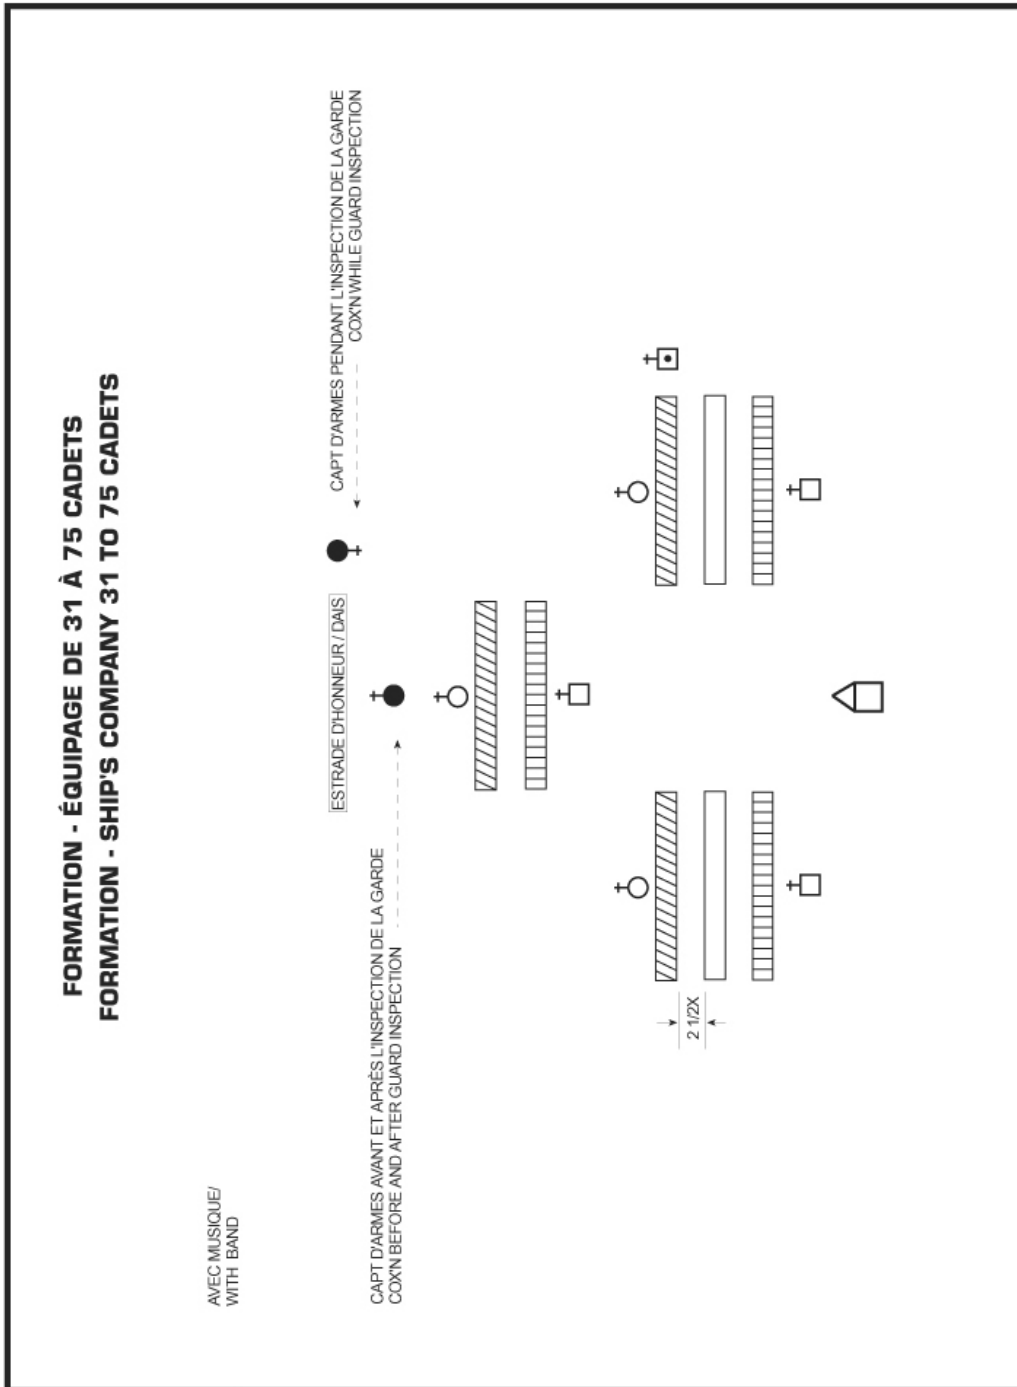 FORMATION - ÉQUIPAGE DE 31 À 75 CADETS
FORMATION - SHIP'S COMPANY 31 TO 75 CADETS
AVEC MUSIQUE/
WITH BAND
CAPT D'ARMES PENDANT L'INSPECTION DE LA GARDE
COX'N WHILE GUARD INSPECTION
ESTRADE D'HONNEUR / DAIS
CAPT D'ARMES AVANT ET APRÈS L'INSPECTION DE LA GARDE
COX'N BEFORE AND AFTER GUARD INSPECTION
2 1/2X